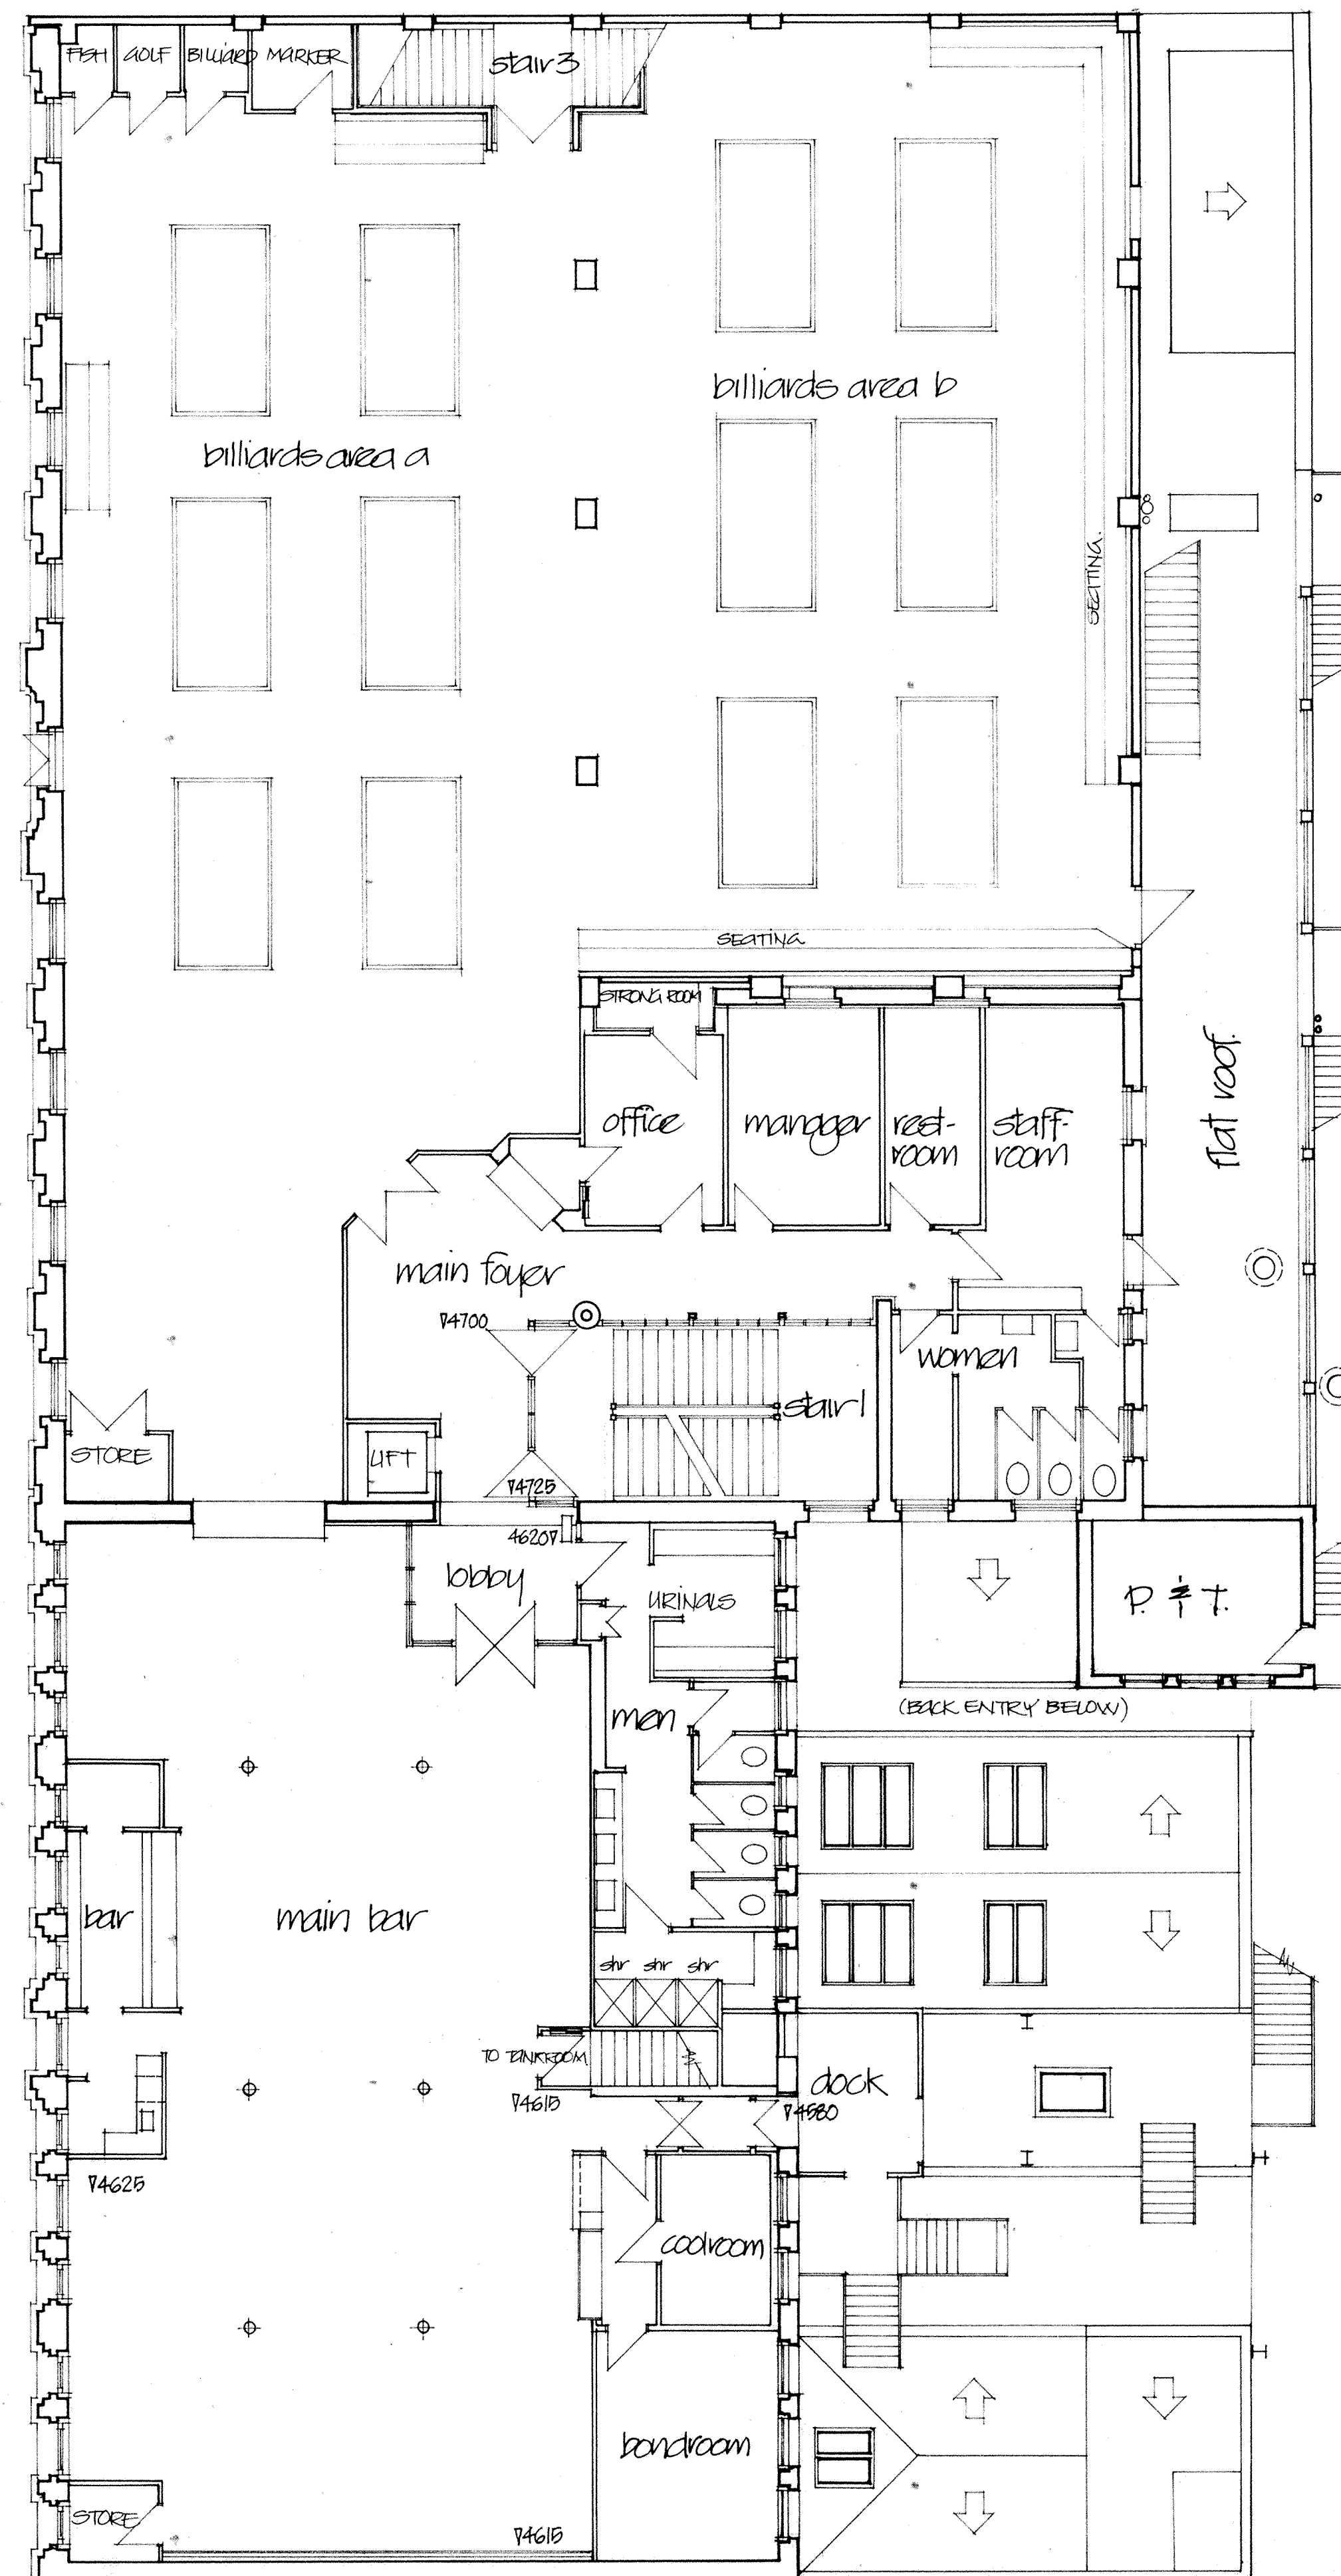 FISH GOLF BILLIARD MARKER
stair 3
billiards area b
billiards area a
SEATING.
SEATING
STRONG ROOM
flat roof.
office
manager
rest-
room
staff-
room
main foyer
∇4700
women
stair 1
STORE
LIFT
∇4725
4620∇
lobby
URINALS
P. & T.
(BACK ENTRY BELOW)
men
bar
main bar
shr shr shr
TO TANKROOM
dock
∇4615
∇4580
∇4625
coolroom
bondroom
STORE
∇4615